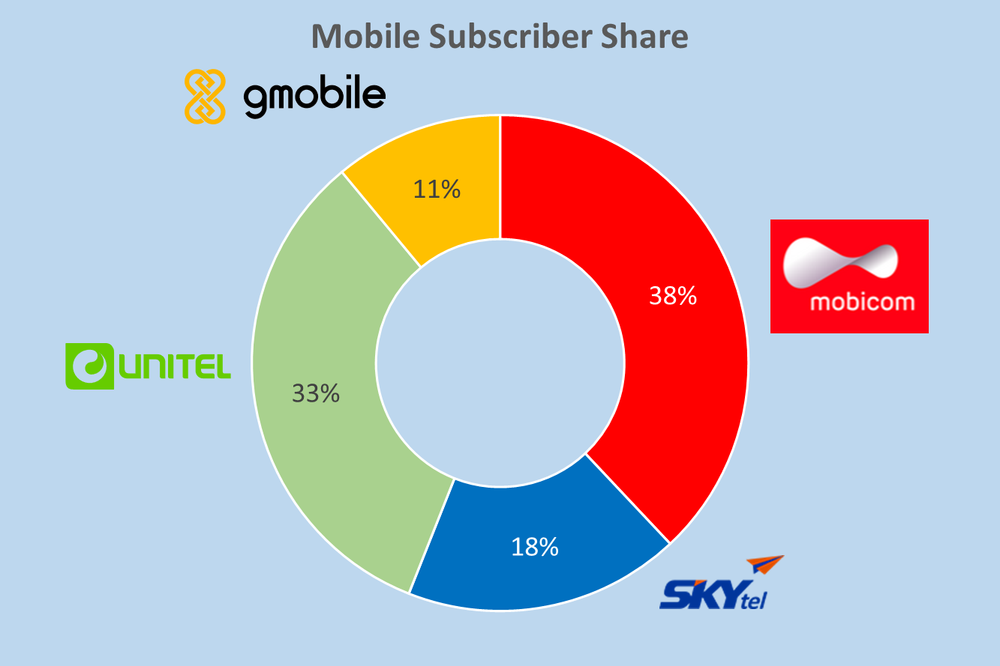 Mobile Subscriber Share
gmobile
11%
38%
mobicom
UNITEL
33%
18%
SKYtel